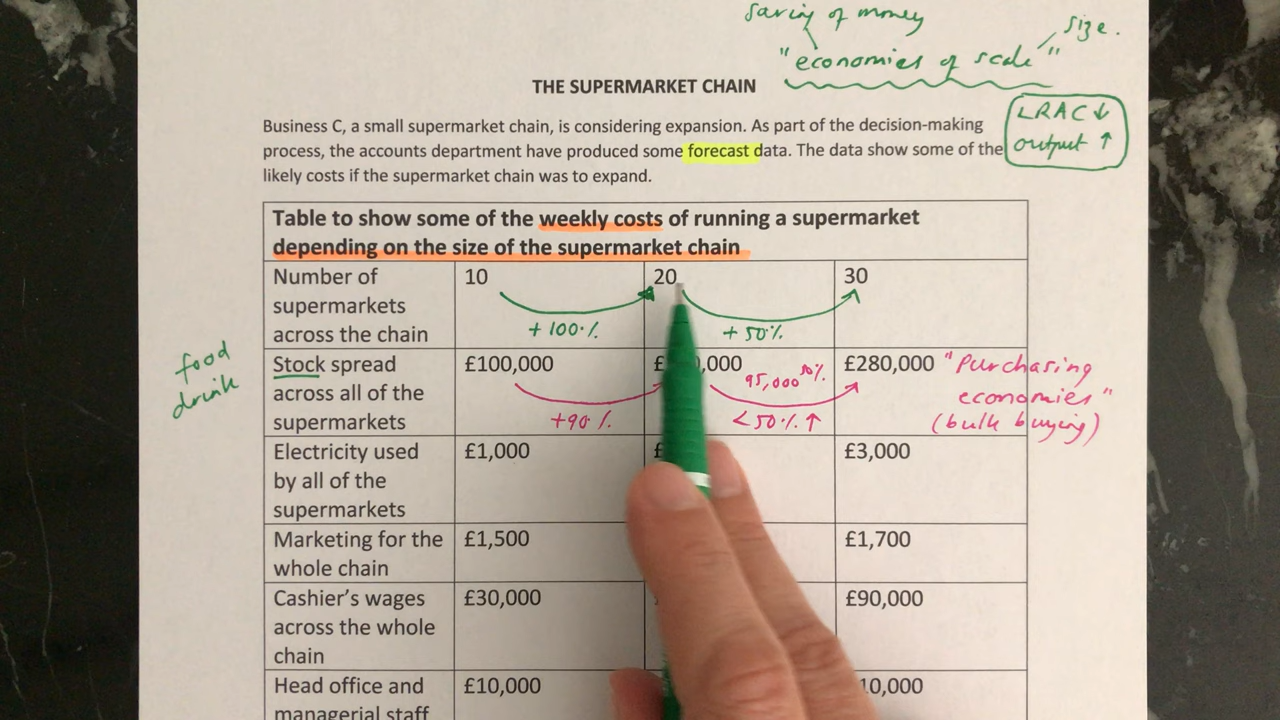 saving of money
size.
"economies of scale"
THE SUPERMARKET CHAIN
LRAC ↓
output ↑
Business C, a small supermarket chain, is considering expansion. As part of the decision-making
process, the accounts department have produced some forecast data. The data show some of the
likely costs if the supermarket chain was to expand.
Table to show some of the weekly costs of running a supermarket
depending on the size of the supermarket chain
Number of
supermarkets
across the chain
10
20
30
+100%
+50%
food
drink
Stock spread
across all of the
supermarkets
£100,000
£ ,000
£280,000
95,000 50%
+90%
<50% ↑
"Purchasing
economies"
(bulk buying)
Electricity used
by all of the
supermarkets
£1,000
£
£3,000
Marketing for the
whole chain
£1,500
£1,700
Cashier's wages
across the whole
chain
£30,000
£90,000
Head office and
managerial staff
£10,000
10,000